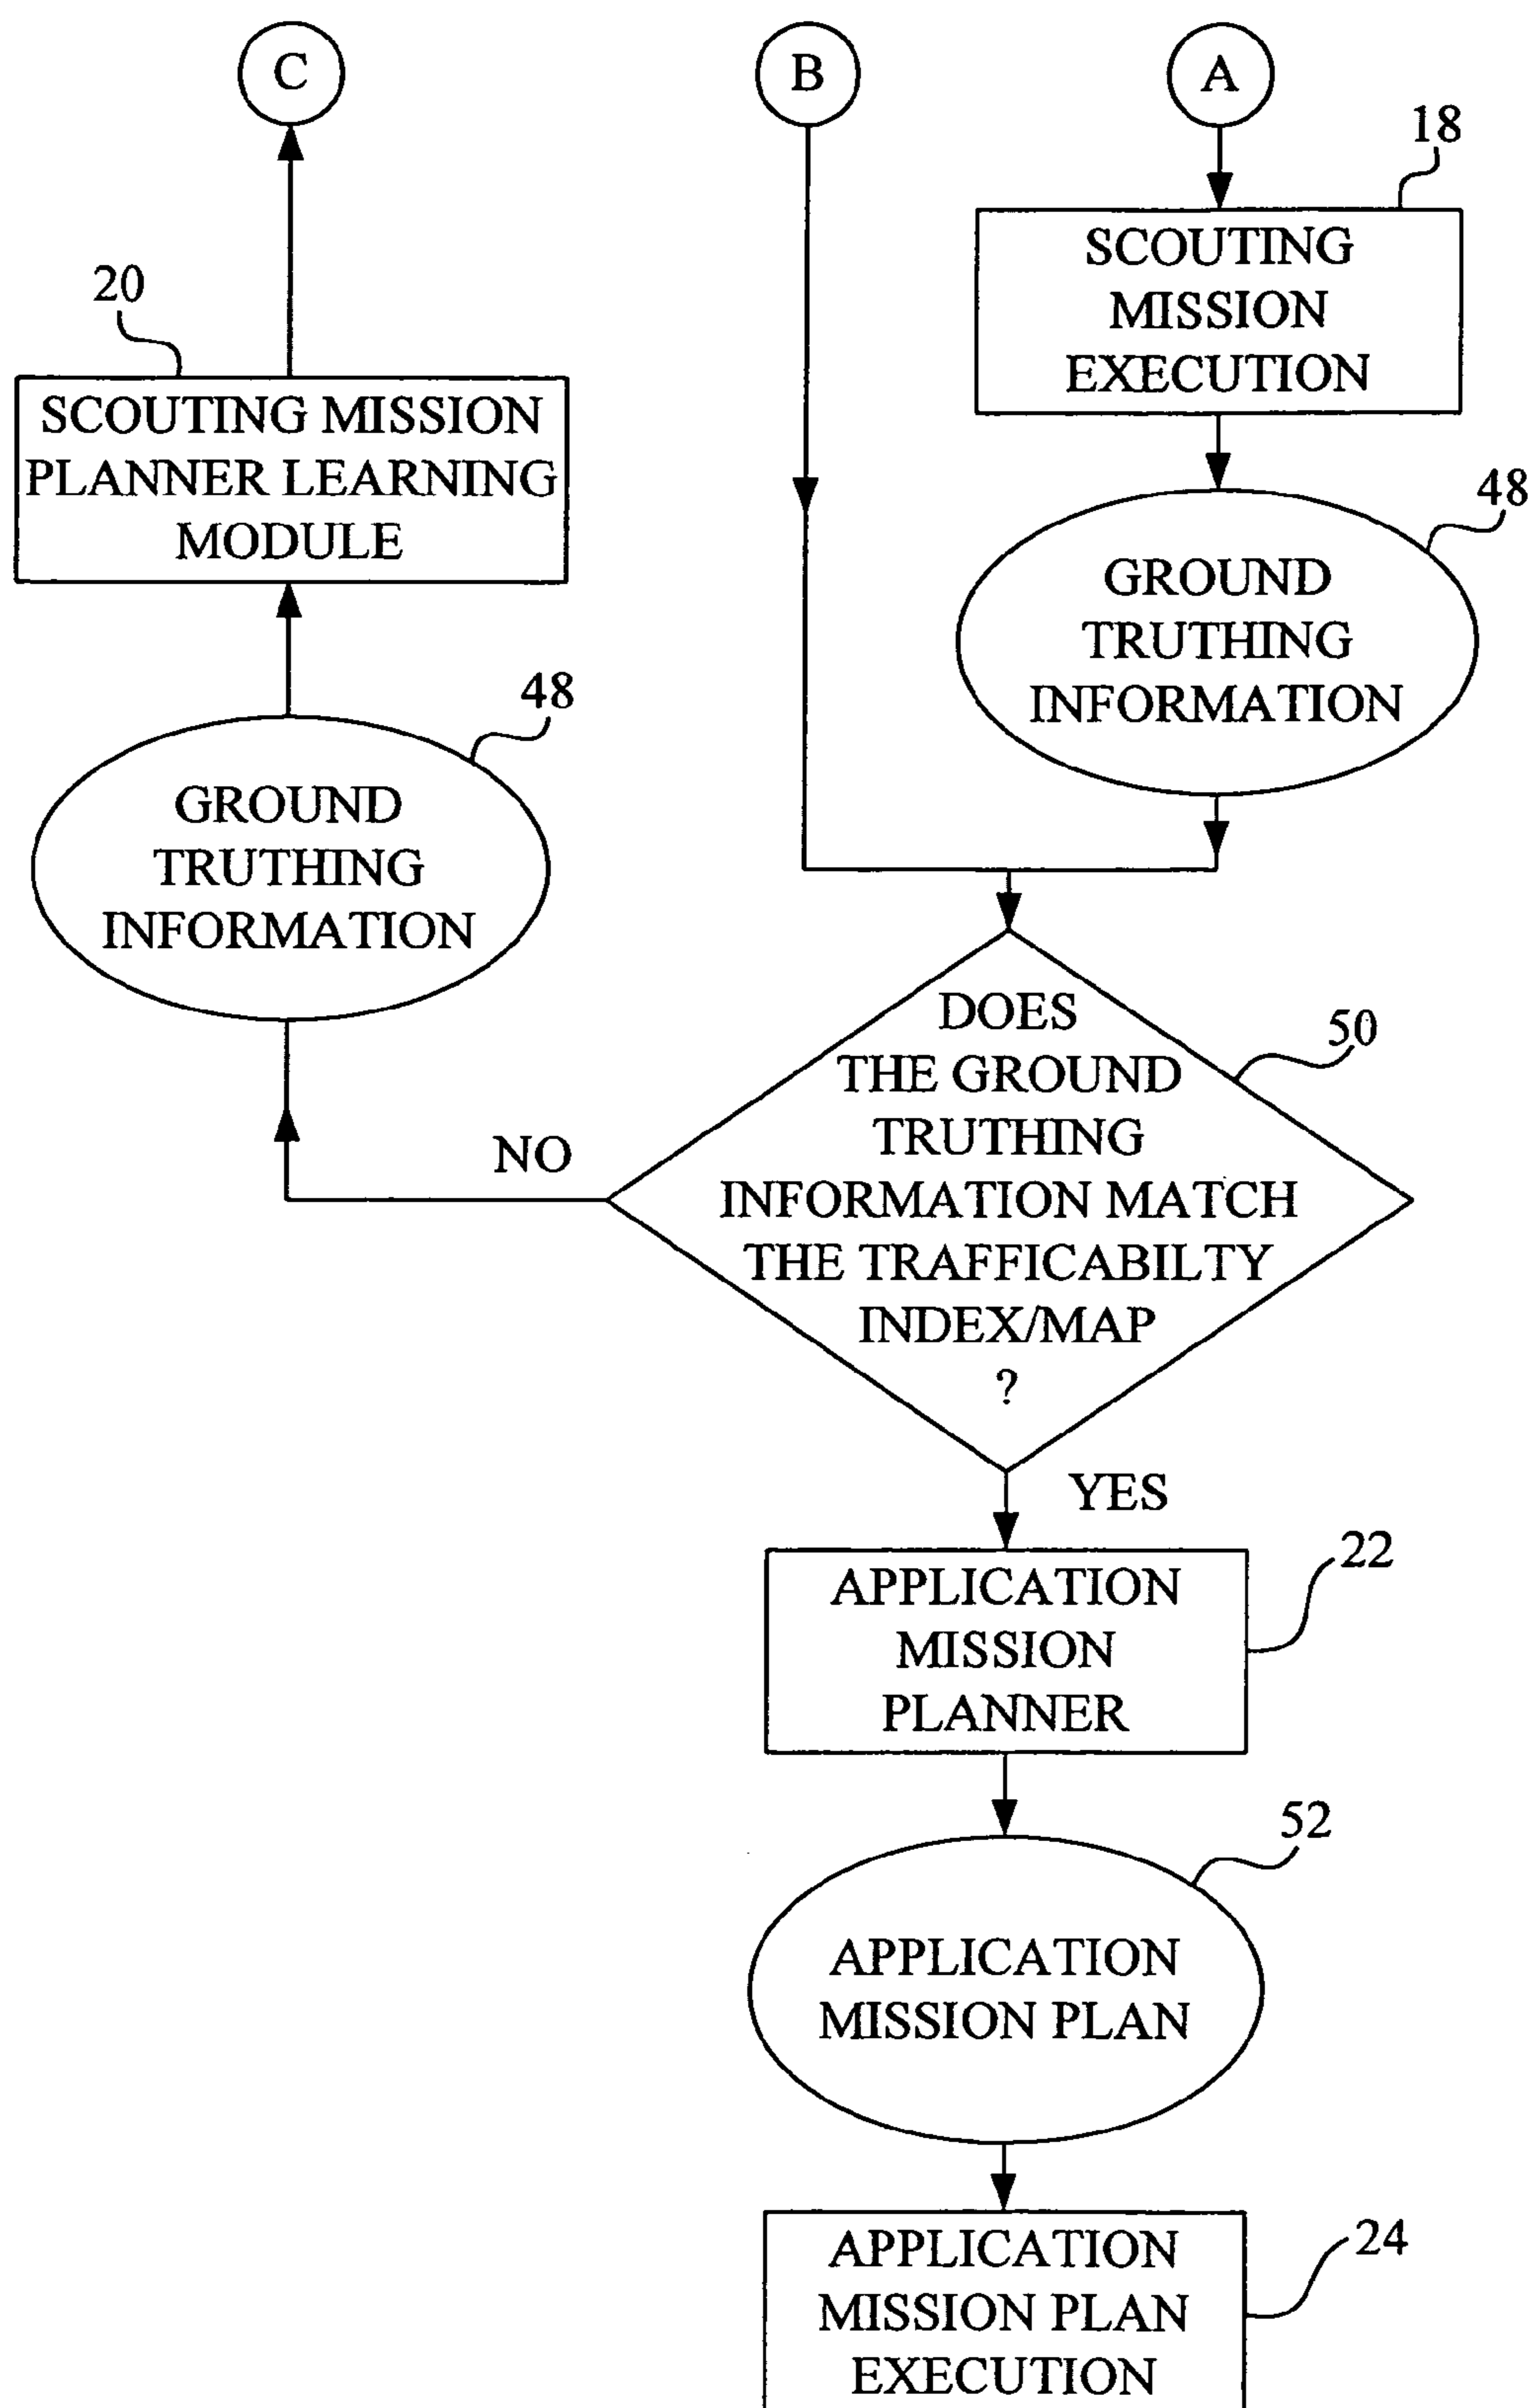 C
B
A
18
SCOUTING
MISSION
EXECUTION
20
SCOUTING MISSION
PLANNER LEARNING
MODULE
48
GROUND
TRUTHING
INFORMATION
48
GROUND
TRUTHING
INFORMATION
50
DOES
THE GROUND
TRUTHING
INFORMATION MATCH
THE TRAFFICABILTY
INDEX/MAP
?
NO
YES
22
APPLICATION
MISSION
PLANNER
52
APPLICATION
MISSION PLAN
24
APPLICATION
MISSION PLAN
EXECUTION